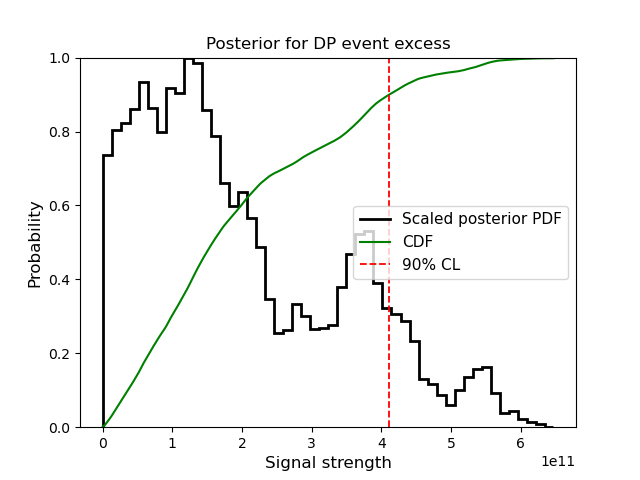 Posterior for DP event excess
1.0
0.8
0.6
0.4
0.2
0.0
Probability
Scaled posterior PDF
CDF
90% CL
0 1 2 3 4 5 6
1e11
Signal strength